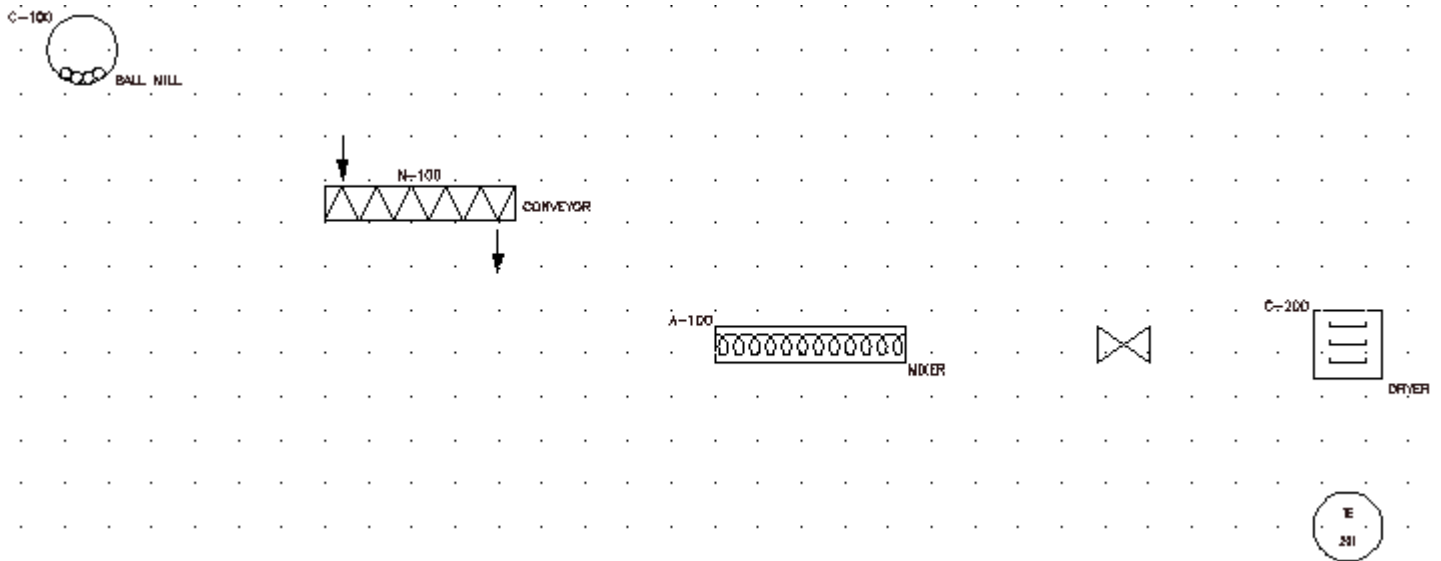 C-100
BALL MILL
N-100
CONVEYOR
A-100
MIXER
C-200
DRYER
TE
201